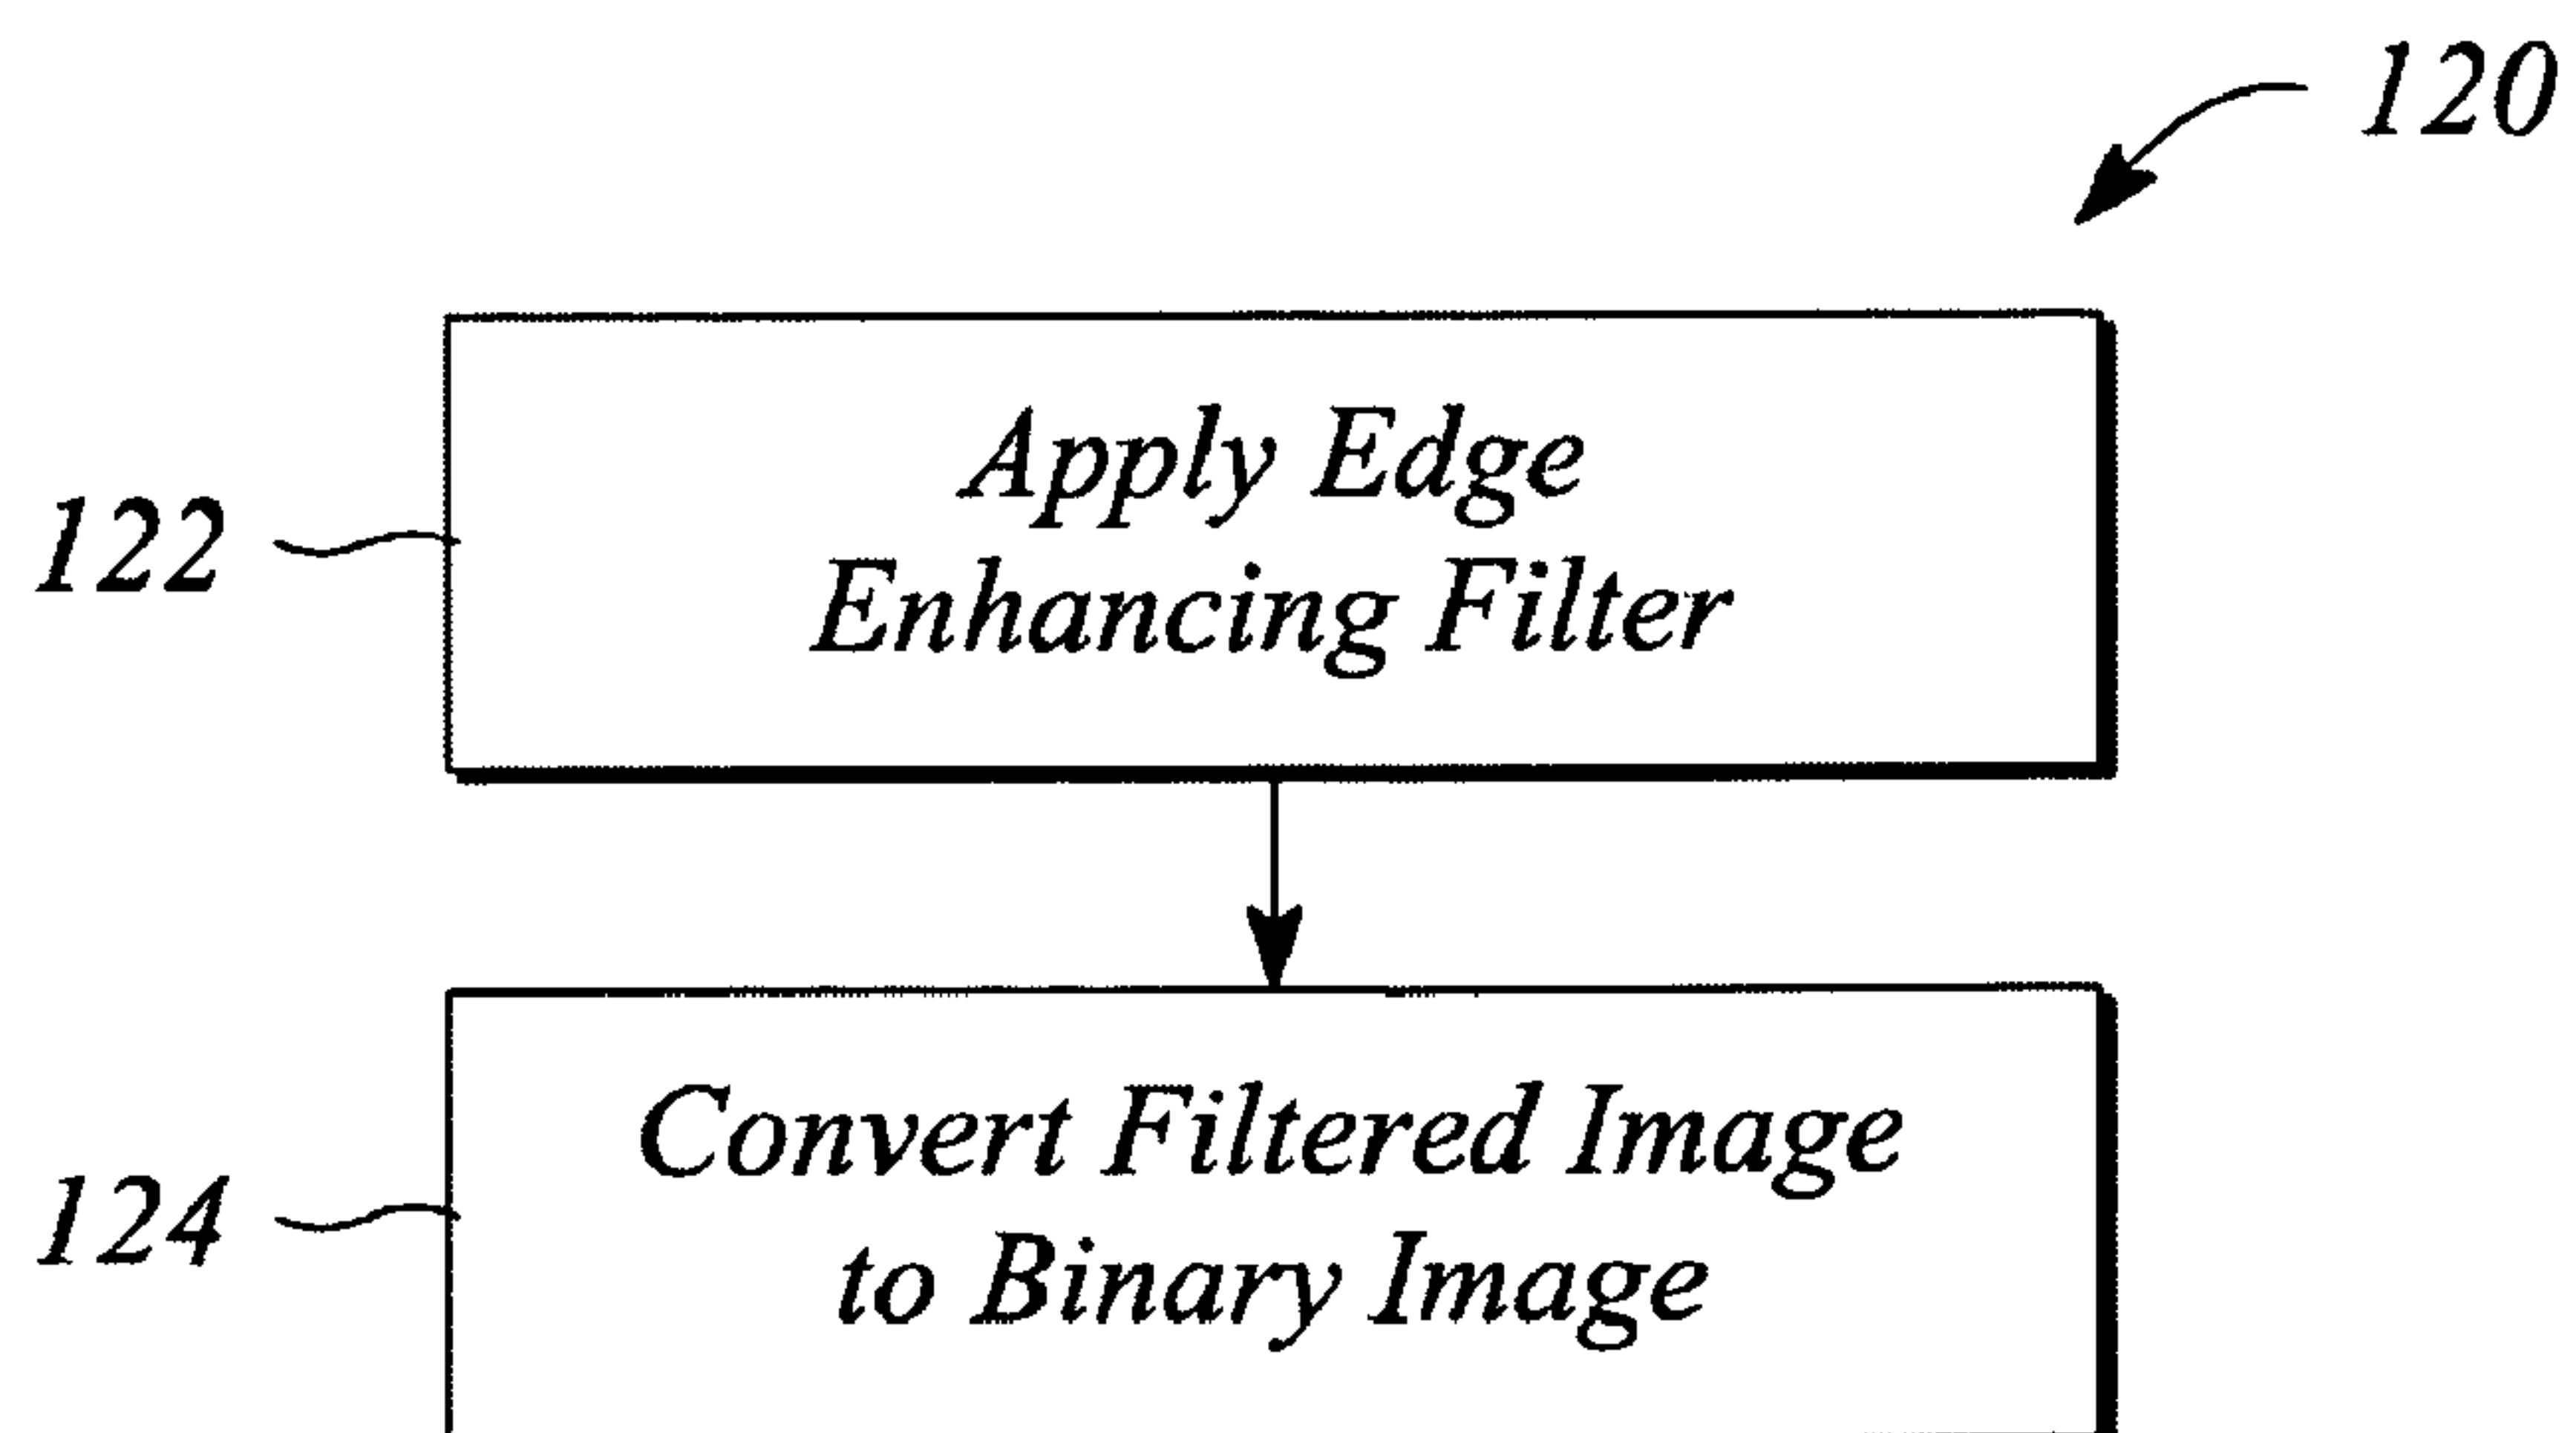 120
122
Apply Edge
Enhancing Filter
124
Convert Filtered Image
to Binary Image